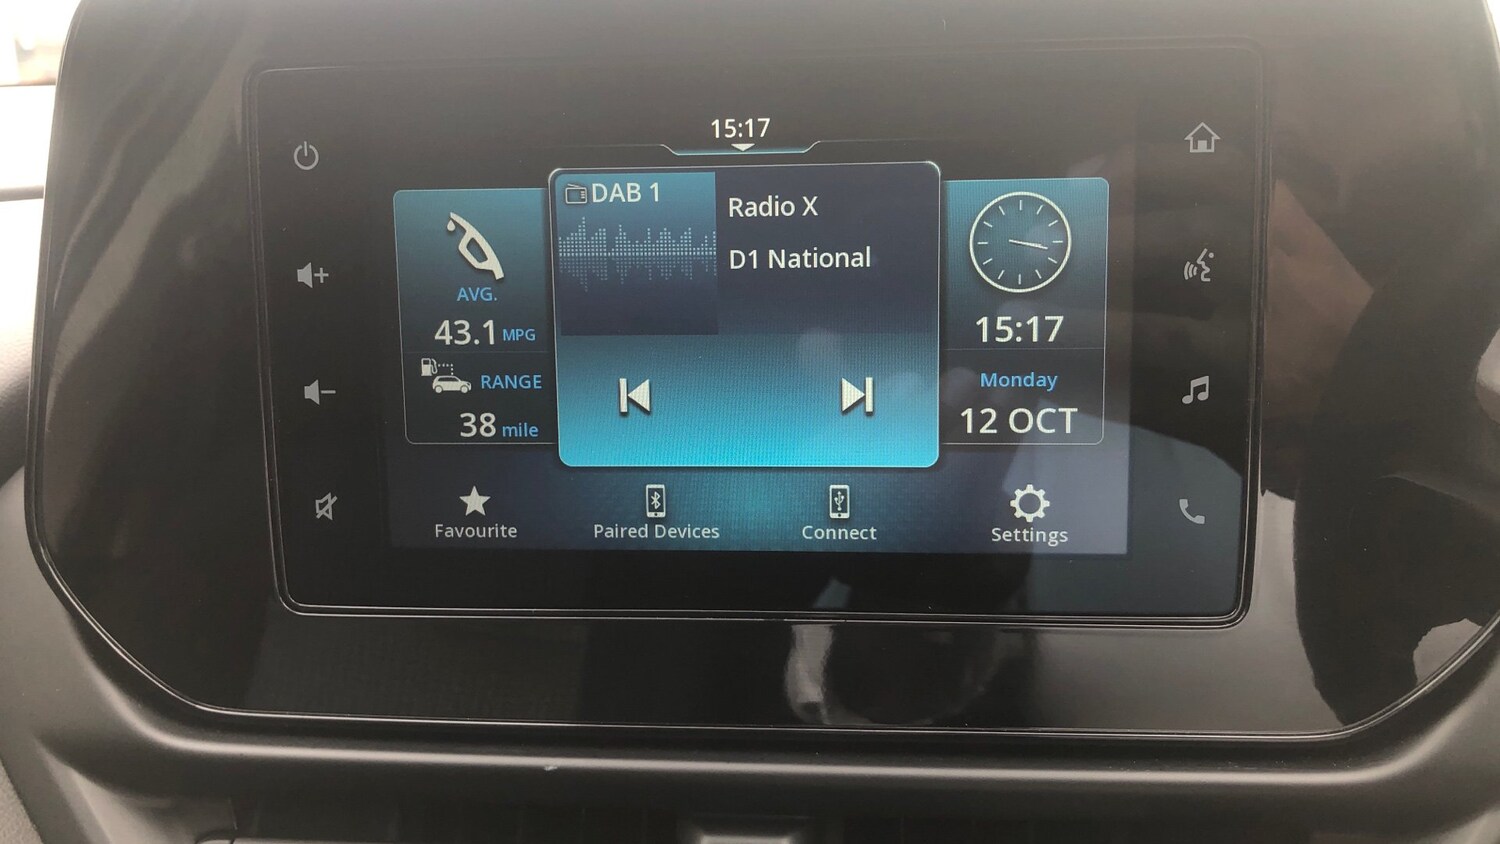 15:17
AVG.
43.1 MPG
RANGE
38 mile
DAB 1
Radio X
D1 National
15:17
Monday
12 OCT
Favourite
Paired Devices
Connect
Settings